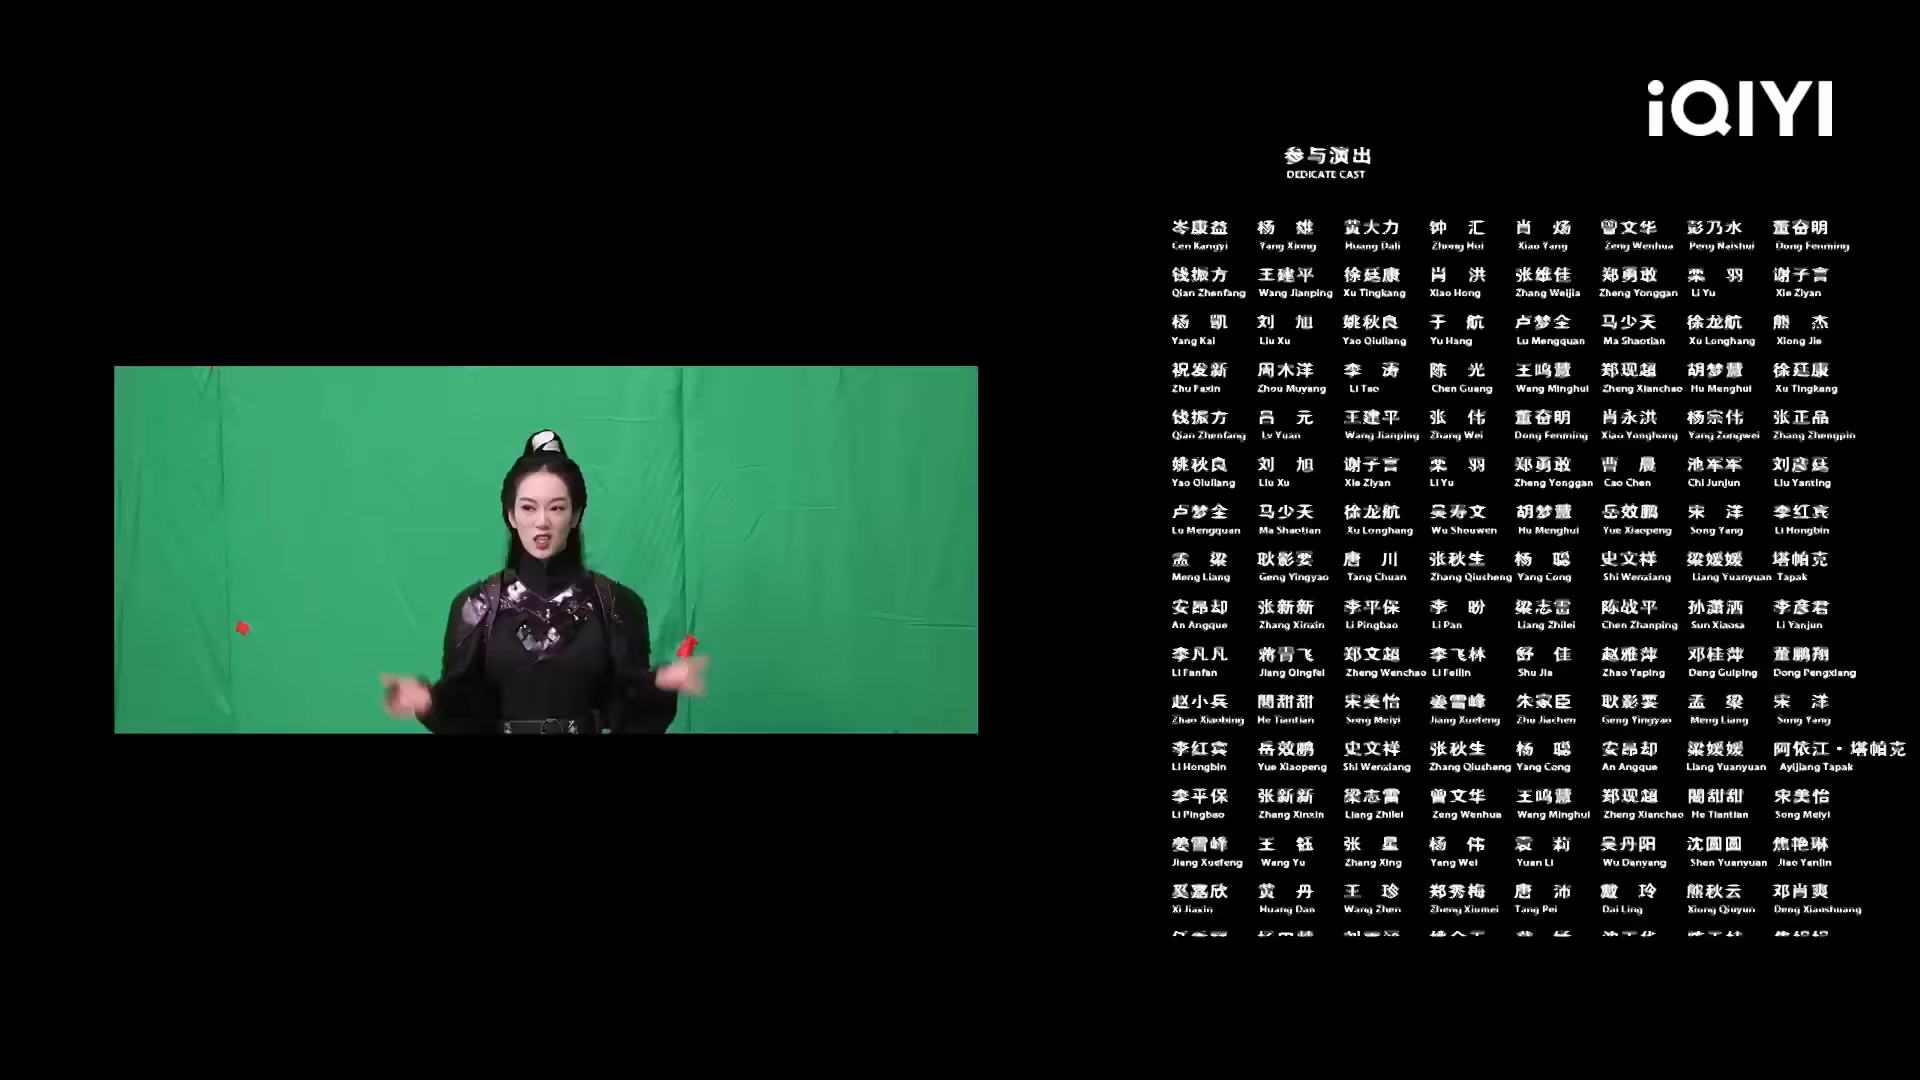 iQIYI
参与演出
DEDICATE CAST
岑康益 杨 雄 黄大力 钟 汇 肖 炀 曾文华 彭乃水 董奋明
Cen Kangyi Yang Xiong Huang Dali Zhong Hui Xiao Yang Zeng Wenhua Peng Naishui Dong Fenming
钱振方 王建平 徐廷康 肖 洪 张维佳 郑勇敢 栗 羽 谢子言
Qian Zhenfang Wang Jianping Xu Tingkang Xiao Hong Zhang Weijia Zheng Yonggan Li Yu Xie Ziyan
杨 凯 刘 旭 姚秋良 于 航 卢梦全 马少天 徐龙航 熊 杰
Yang Kai Liu Xu Yao Qiuliang Yu Hang Lu Mengquan Ma Shaotian Xu Longhang Xiong Jie
祝发新 周木洋 李 涛 陈 光 王鸣慧 郑现超 胡梦慧 徐廷康
Zhu Faxin Zhou Muyang Li Tao Chen Guang Wang Minghui Zheng Xianchao Hu Menghui Xu Tingkang
钱振方 吕 元 王建平 张 伟 董奋明 肖永洪 杨宗伟 张正品
Qian Zhenfang Lv Yuan Wang Jianping Zhang Wei Dong Fenming Xiao Yonghong Yang Zongwei Zhang Zhengpin
姚秋良 刘 旭 谢子言 栗 羽 郑勇敢 曹 晨 池军军 刘彦廷
Yao Qiuliang Liu Xu Xie Ziyan Li Yu Zheng Yonggan Cao Chen Chi Junjun Liu Yanting
卢梦全 马少天 徐龙航 吴寿文 胡梦慧 岳效鹏 宋 洋 李红宾
Lu Mengquan Ma Shaotian Xu Longhang Wu Shouwen Hu Menghui Yue Xiaopeng Song Yang Li Hongbin
孟 梁 耿影要 唐 川 张秋生 杨 聪 史文祥 梁媛媛 塔帕克
Meng Liang Geng Yingyao Tang Chuan Zhang Qiusheng Yang Cong Shi Wenxiang Liang Yuanyuan Tapak
安昂却 张新新 李平保 李 盼 梁志雷 陈战平 孙潇洒 李彦君
An Angque Zhang Xinxin Li Pingbao Li Pan Liang Zhilei Chen Zhanping Sun Xiaosa Li Yanjun
李凡凡 蒋青飞 郑文超 李飞林 舒 佳 赵雅萍 邓桂萍 董鹏翔
Li Fanfan Jiang Qingfei Zheng Wenchao Li Feilin Shu Jia Zhao Yaping Deng Guiping Dong Pengxiang
赵小兵 阖甜甜 宋美怡 姜雪峰 朱家臣 耿影要 孟 梁 宋 洋
Zhao Xiaobing He Tiantian Song Meiyi Jiang Xuefeng Zhu Jiachen Geng Yingyao Meng Liang Song Yang
李红宾 岳效鹏 史文祥 张秋生 杨 聪 安昂却 梁媛媛 阿依江·塔帕克
Li Hongbin Yue Xiaopeng Shi Wenxiang Zhang Qiusheng Yang Cong An Angque Liang Yuanyuan Ayijiang Tapak
李平保 张新新 梁志雷 曾文华 王鸣慧 郑现超 阖甜甜 宋美怡
Li Pingbao Zhang Xinxin Liang Zhilei Zeng Wenhua Wang Minghui Zheng Xianchao He Tiantian Song Meiyi
姜雪峰 王 钰 张 星 杨 伟 袁 莉 吴丹阳 沈圆圆 焦艳琳
Jiang Xuefeng Wang Yu Zhang Xing Yang Wei Yuan Li Wu Danyang Shen Yuanyuan Jiao Yanlin
奚嘉欣 黄 丹 王 珍 郑秀梅 唐 沛 戴 玲 熊秋云 邓肖爽
Xi Jiaxin Huang Dan Wang Zhen Zheng Xiumei Tang Pei Dai Ling Xiong Qiuyun Deng Xiaoshuang